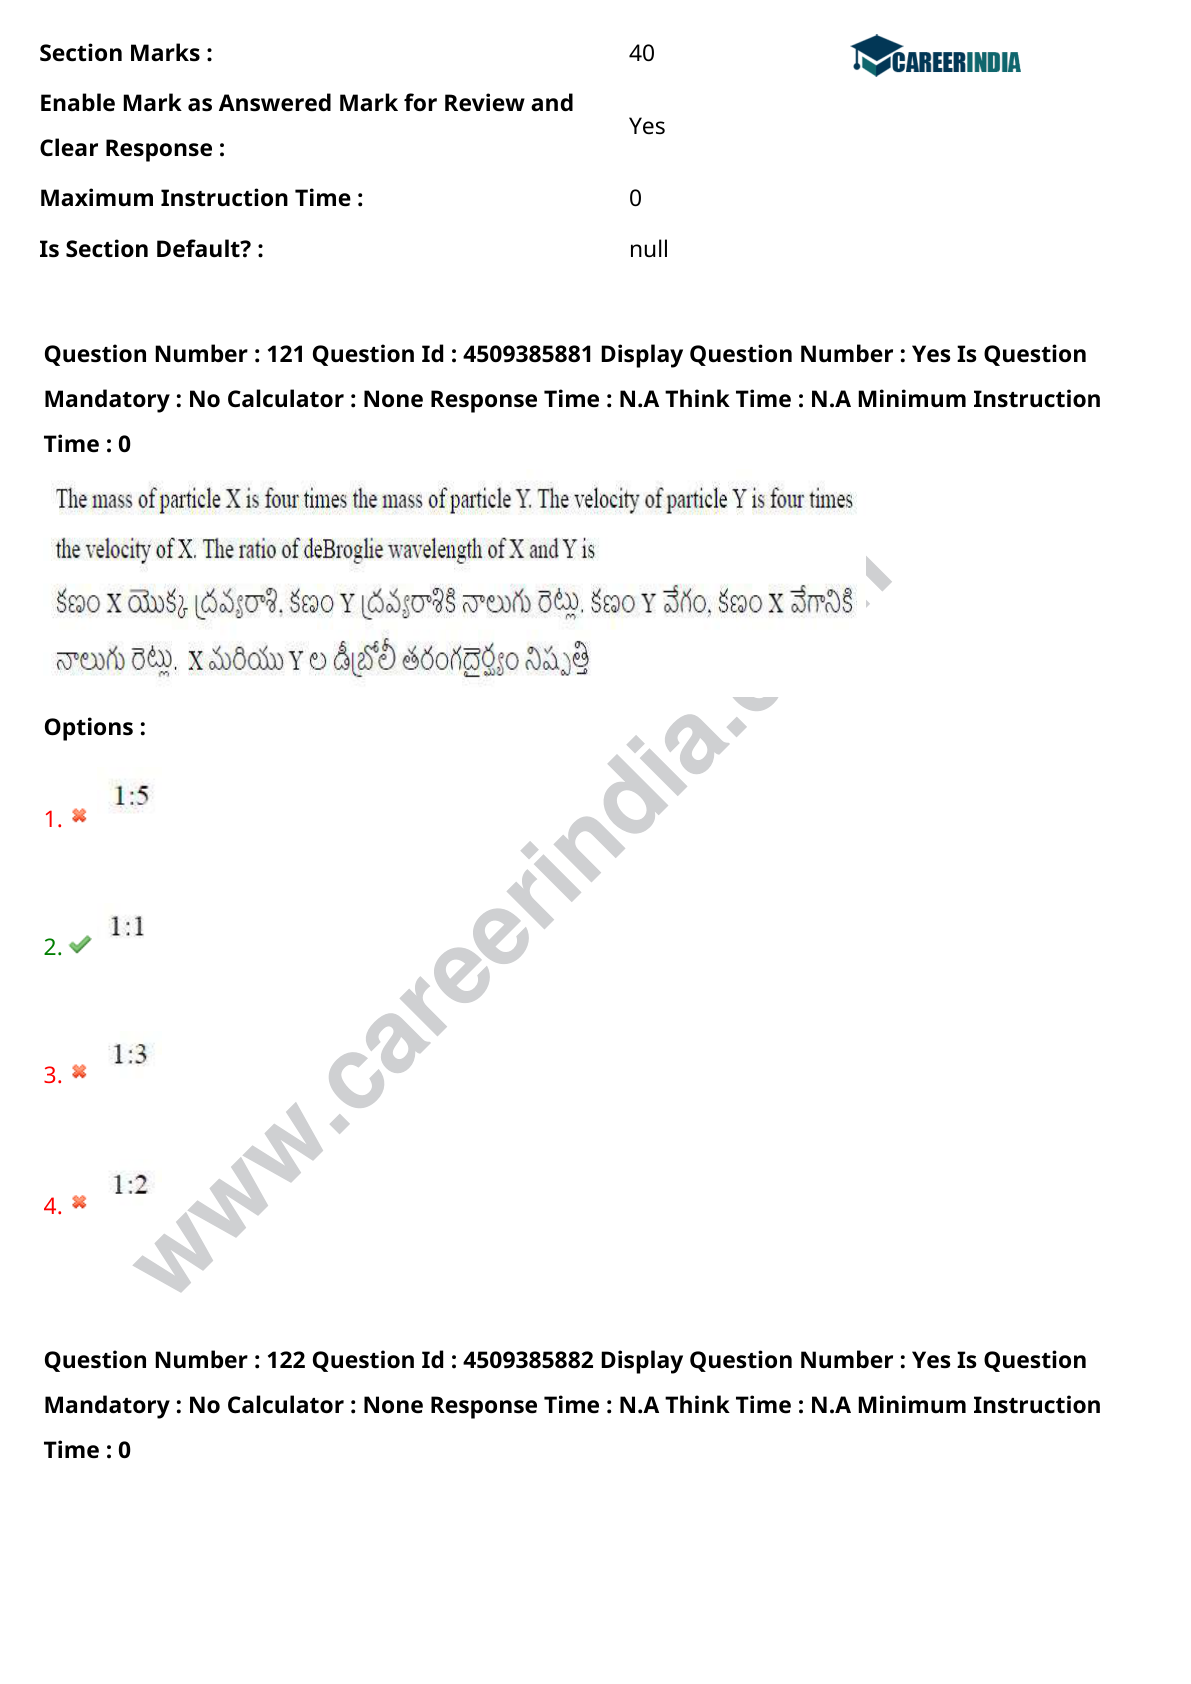 Section Marks : 40
CAREERINDIA
Enable Mark as Answered Mark for Review and
Clear Response :
Yes
Maximum Instruction Time : 0
Is Section Default? : null
Question Number : 121 Question Id : 4509385881 Display Question Number : Yes Is Question
Mandatory : No Calculator : None Response Time : N.A Think Time : N.A Minimum Instruction
Time : 0
The mass of particle X is four times the mass of particle Y. The velocity of particle Y is four times
the velocity of X. The ratio of deBroglie wavelength of X and Y is
కణం X యొక్క ద్రవ్యరాశి, కణం Y ద్రవ్యరాశికి నాలుగు రెట్లు. కణం Y వేగం, కణం X వేగానికి
నాలుగు రెట్లు. X మరియు Y ల డీబ్రోలీ తరంగదైర్ఘ్యం నిష్పత్తి
Options :
1. 1:5
2. 1:1
3. 1:3
4. 1:2
www.careerindia.
Question Number : 122 Question Id : 4509385882 Display Question Number : Yes Is Question
Mandatory : No Calculator : None Response Time : N.A Think Time : N.A Minimum Instruction
Time : 0